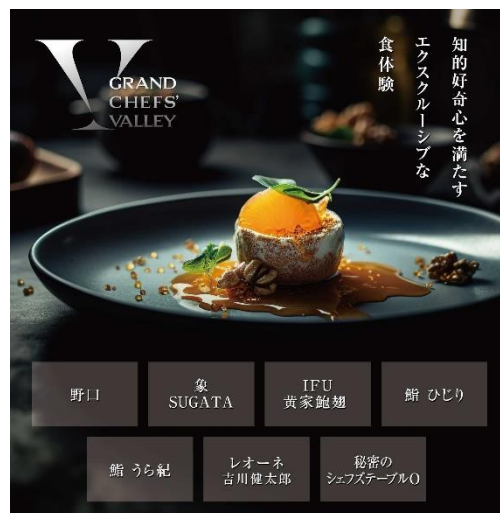 GRAND
CHEFS'
VALLEY
知的好奇心を満たす
エクスクルーシブな
食体験
野口
象
SUGATA
IFU
黄家鮑翅
鮨 ひじり
鮨 うら紀
レオーネ
吉川健太郎
秘密の
シェフズテーブルO